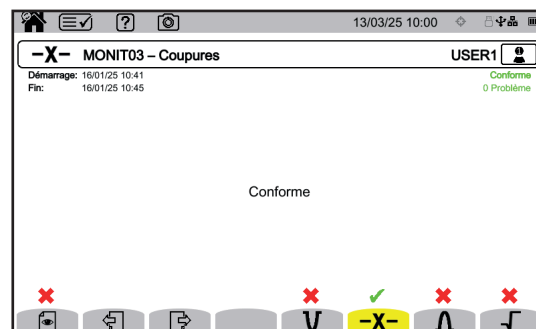 13/03/25 10:00
-X- MONIT03 – Coupures USER1
Démarrage: 16/01/25 10:41 Conforme
Fin: 16/01/25 10:45 0 Problème
Conforme
-X-